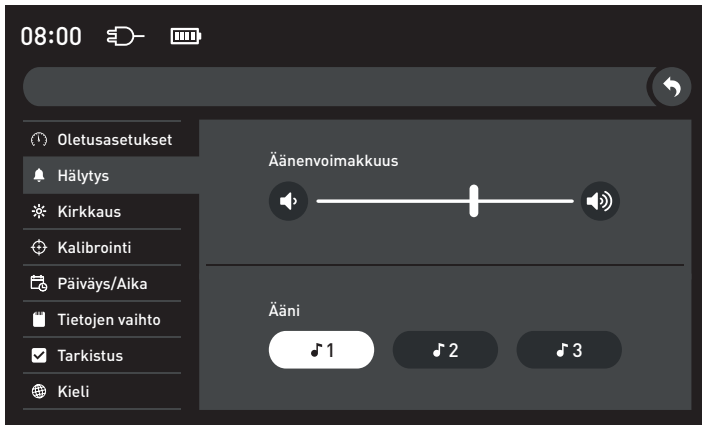 08:00
Oletusasetukset
Hälytys
Kirkkaus
Kalibrointi
Päiväys/Aika
Tietojen vaihto
Tarkistus
Kieli
Äänenvoimakkuus
Ääni
♪1
♪2
♪3